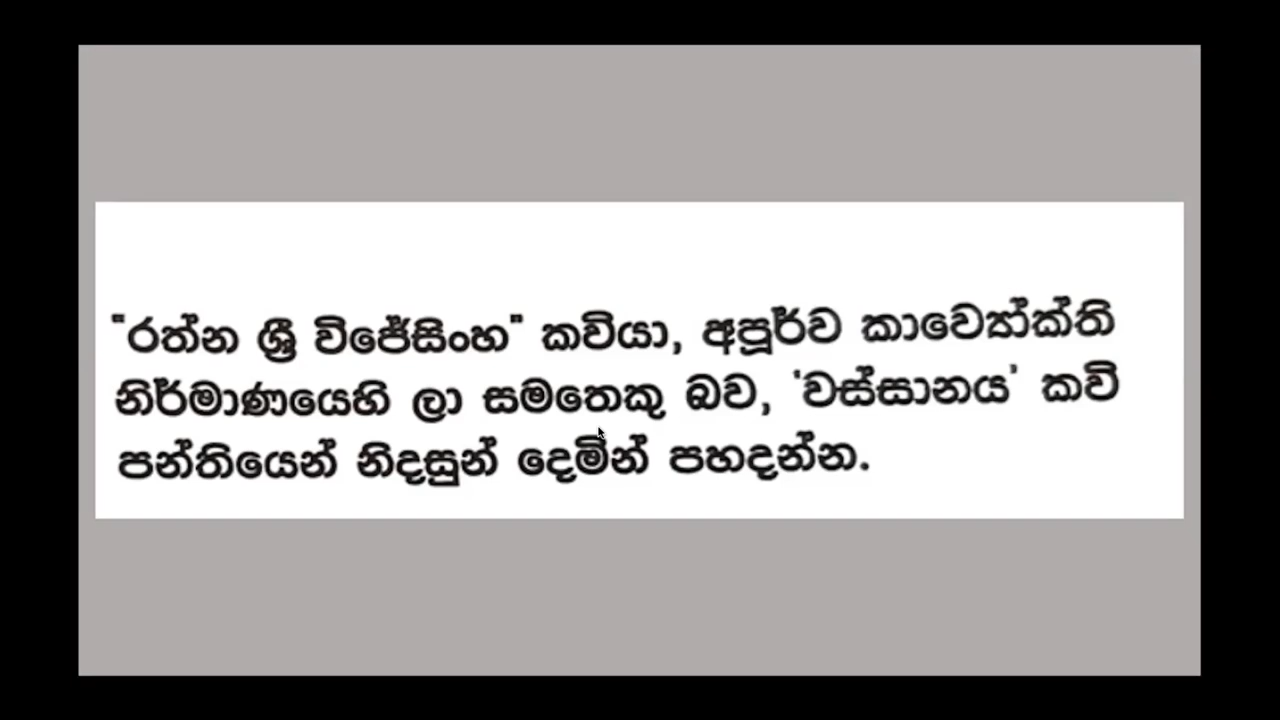 "රත්න ශ්‍රී විජේසිංහ" කවියා, අපූර්ව කාව්‍යෝක්ති
නිර්මාණයෙහි ලා සමතෙකු බව, 'වස්සානය' කවි
පන්තියෙන් නිදසුන් දෙමින් පහදන්න.